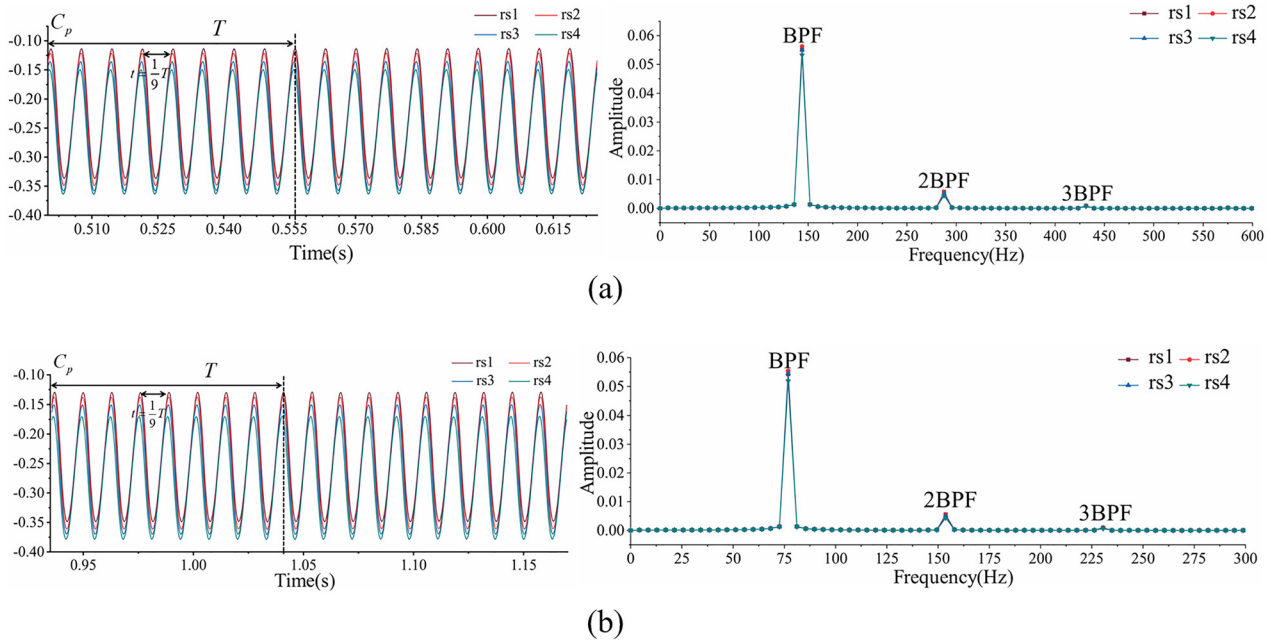 C_p
T
rs1 rs2
rs3 rs4
t = 1/9 T
-0.10
-0.15
-0.20
-0.25
-0.30
-0.35
-0.40
0.510 0.525 0.540 0.555 0.570 0.585 0.600 0.615
Time(s)
rs1 rs2
rs3 rs4
BPF
2BPF
3BPF
Amplitude
0.06
0.05
0.04
0.03
0.02
0.01
0.00
0 50 100 150 200 250 300 350 400 450 500 550 600
Frequency(Hz)
(a)
C_p
T
rs1 rs2
rs3 rs4
t = 1/9 T
-0.10
-0.15
-0.20
-0.25
-0.30
-0.35
-0.40
0.95 1.00 1.05 1.10 1.15
Time(s)
rs1 rs2
rs3 rs4
BPF
2BPF
3BPF
Amplitude
0.06
0.05
0.04
0.03
0.02
0.01
0.00
0 25 50 75 100 125 150 175 200 225 250 275 300
Frequency(Hz)
(b)